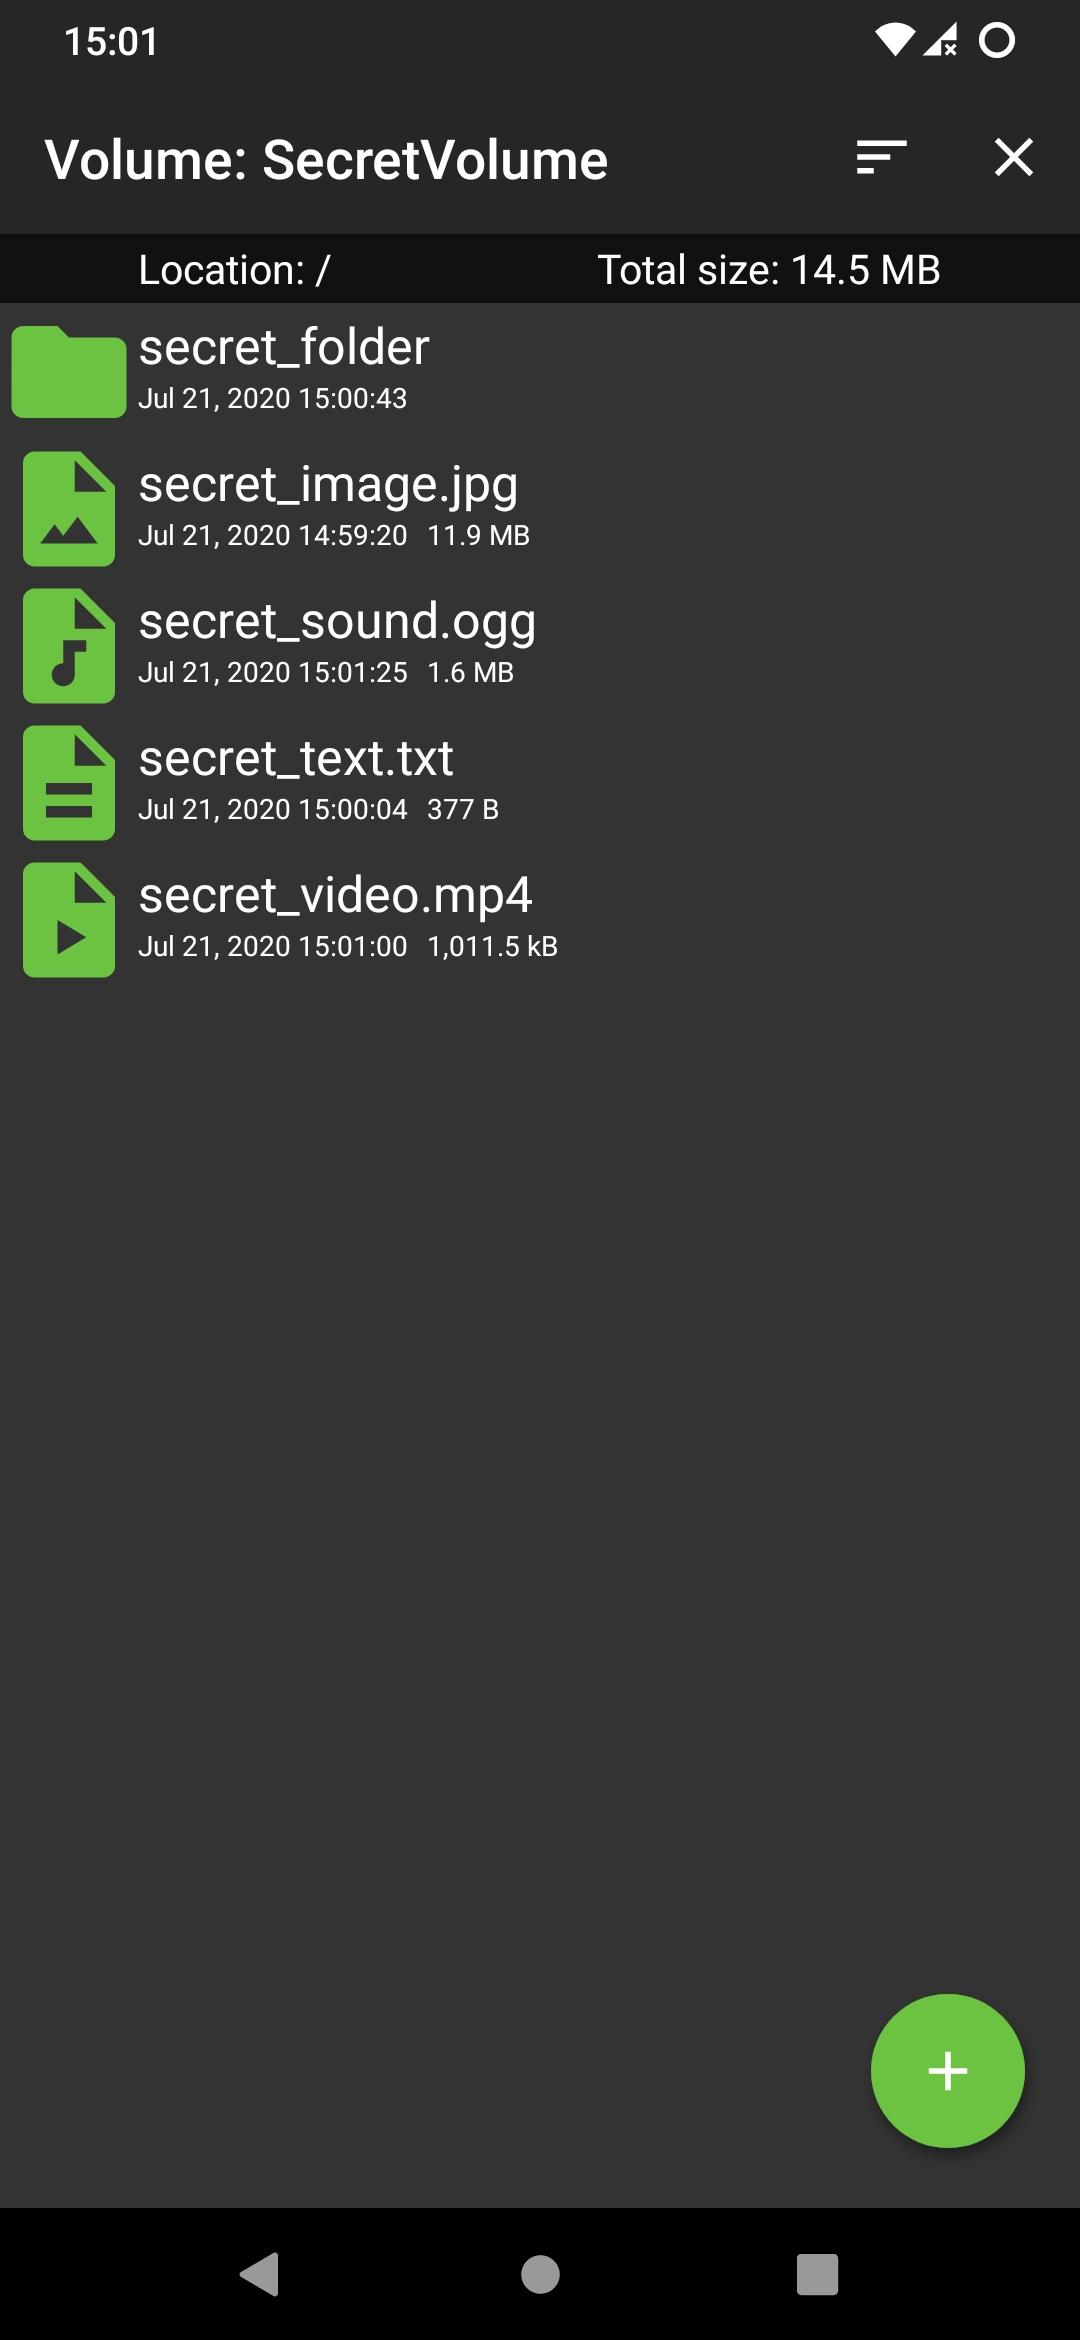 15:01
Volume: SecretVolume
Location: /
Total size: 14.5 MB
secret_folder
Jul 21, 2020 15:00:43
secret_image.jpg
Jul 21, 2020 14:59:20 11.9 MB
secret_sound.ogg
Jul 21, 2020 15:01:25 1.6 MB
secret_text.txt
Jul 21, 2020 15:00:04 377 B
secret_video.mp4
Jul 21, 2020 15:01:00 1,011.5 kB